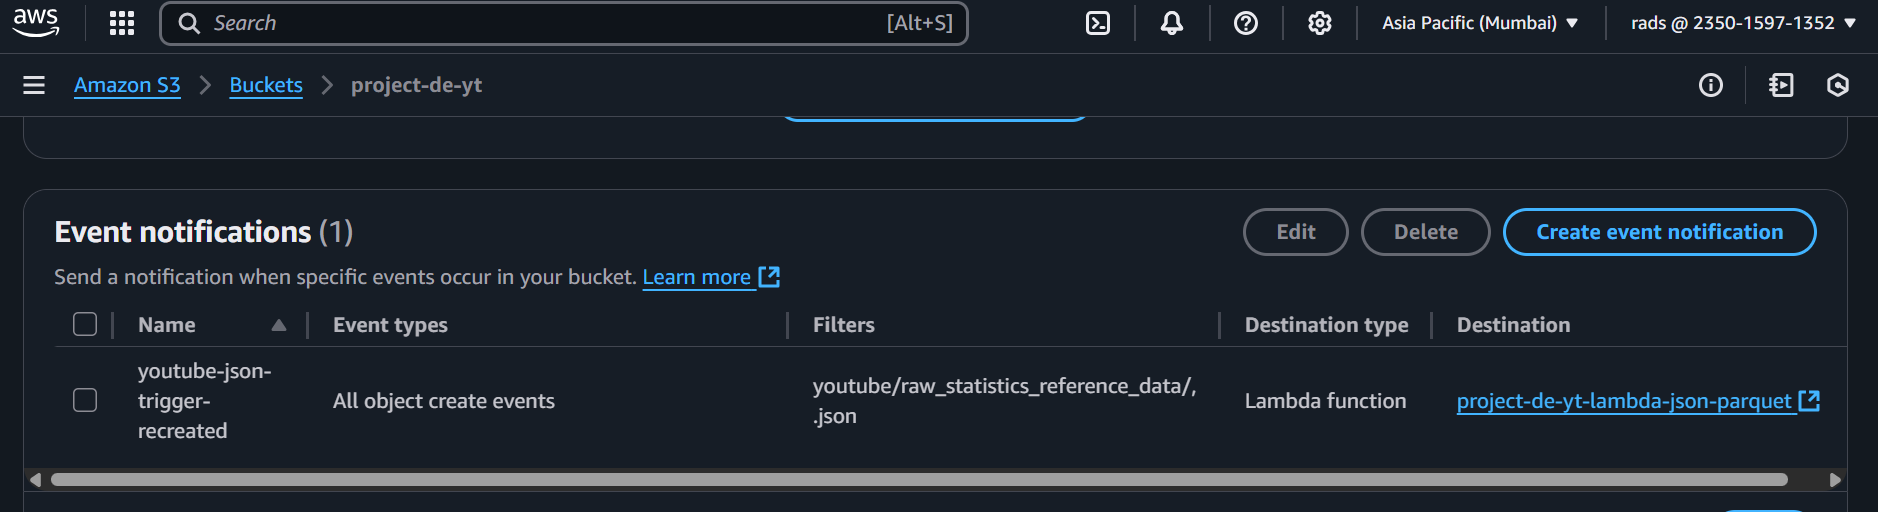 aws
Search [Alt+S] Asia Pacific (Mumbai) rads @ 2350-1597-1352
Amazon S3 Buckets project-de-yt
Event notifications (1) Edit Delete Create event notification
Send a notification when specific events occur in your bucket. Learn more
Name Event types Filters Destination type Destination
youtube-json-
trigger-
recreated
All object create events
youtube/raw_statistics_reference_data/,
.json
Lambda function
project-de-yt-lambda-json-parquet